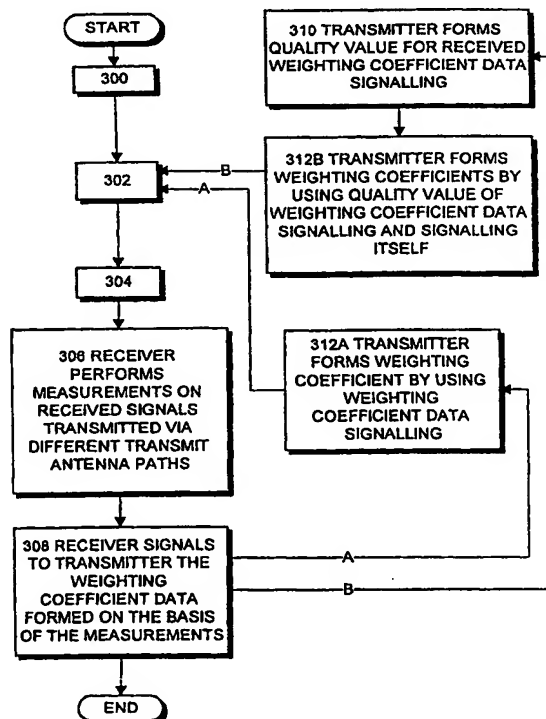 START
300
302
304
306 RECEIVER
PERFORMS
MEASUREMENTS ON
RECEIVED SIGNALS
TRANSMITTED VIA
DIFFERENT TRANSMIT
ANTENNA PATHS
308 RECEIVER SIGNALS
TO TRANSMITTER THE
WEIGHTING
COEFFICIENT DATA
FORMED ON THE BASIS
OF THE MEASUREMENTS
END
310 TRANSMITTER FORMS
QUALITY VALUE FOR RECEIVED
WEIGHTING COEFFICIENT DATA
SIGNALLING
312B TRANSMITTER FORMS
WEIGHTING COEFFICIENTS BY
USING QUALITY VALUE OF
WEIGHTING COEFFICIENT DATA
SIGNALLING AND SIGNALLING
ITSELF
312A TRANSMITTER
FORMS WEIGHTING
COEFFICIENT BY USING
WEIGHTING
COEFFICIENT DATA
SIGNALLING
B
A
A
B